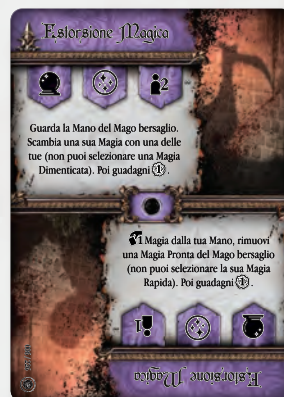 Estorsione Magica
2
Guarda la Mano del Mago bersaglio.
Scambia una sua Magia con una delle
tue (non puoi selezionare una Magia
Dimenticata). Poi guadagni 1.
1 Magia dalla tua Mano, rimuovi
una Magia Pronta del Mago bersaglio
(non puoi selezionare la sua Magia
Rapida). Poi guadagni 1.
1
Estorsione Magica